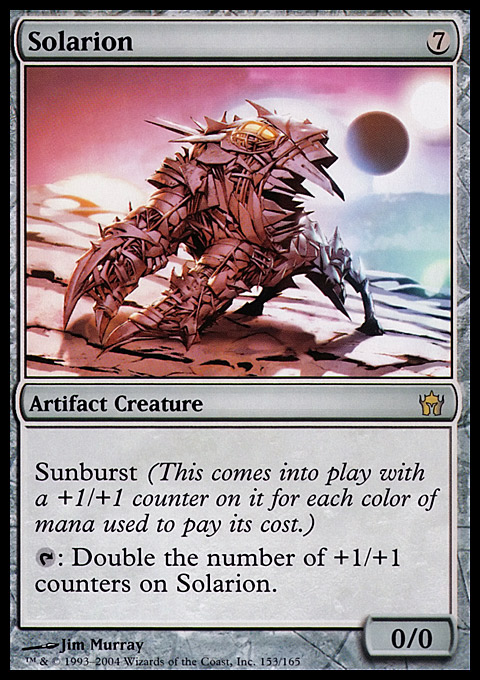 Solarion 7
Artifact Creature
Sunburst (This comes into play with
a +1/+1 counter on it for each color of
mana used to pay its cost.)
: Double the number of +1/+1
counters on Solarion.
Jim Murray
0/0
™ & © 1993–2004 Wizards of the Coast, Inc. 153/165